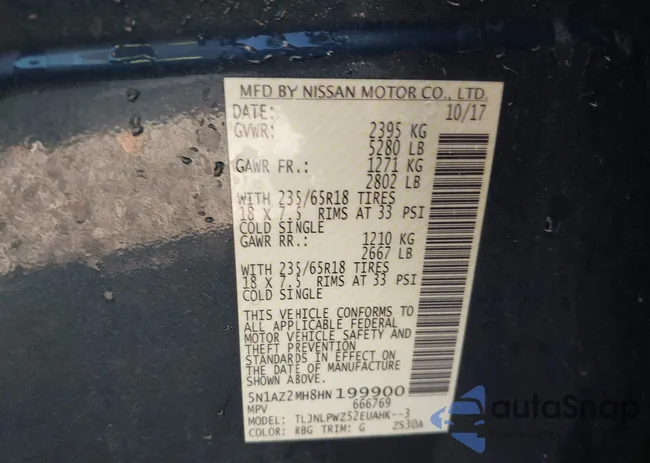 MFD BY NISSAN MOTOR CO., LTD.
DATE: 10/17
GVWR: 2395 KG
5280 LB
GAWR FR.: 1271 KG
2802 LB
WITH 235/65R18 TIRES
18 X 7.5 RIMS AT 33 PSI
COLD SINGLE
GAWR RR.: 1210 KG
2667 LB
WITH 235/65R18 TIRES
18 X 7.5 RIMS AT 33 PSI
COLD SINGLE
THIS VEHICLE CONFORMS TO
ALL APPLICABLE FEDERAL
MOTOR VEHICLE SAFETY AND
THEFT PREVENTION
STANDARDS IN EFFECT ON
THE DATE OF MANUFACTURE
SHOWN ABOVE.
5N1AZ2MH8HN199900
MPV 666769
MODEL: TLJNLPWZ52EUAHK--3
COLOR: RBG TRIM: G 2530A
autoSnap